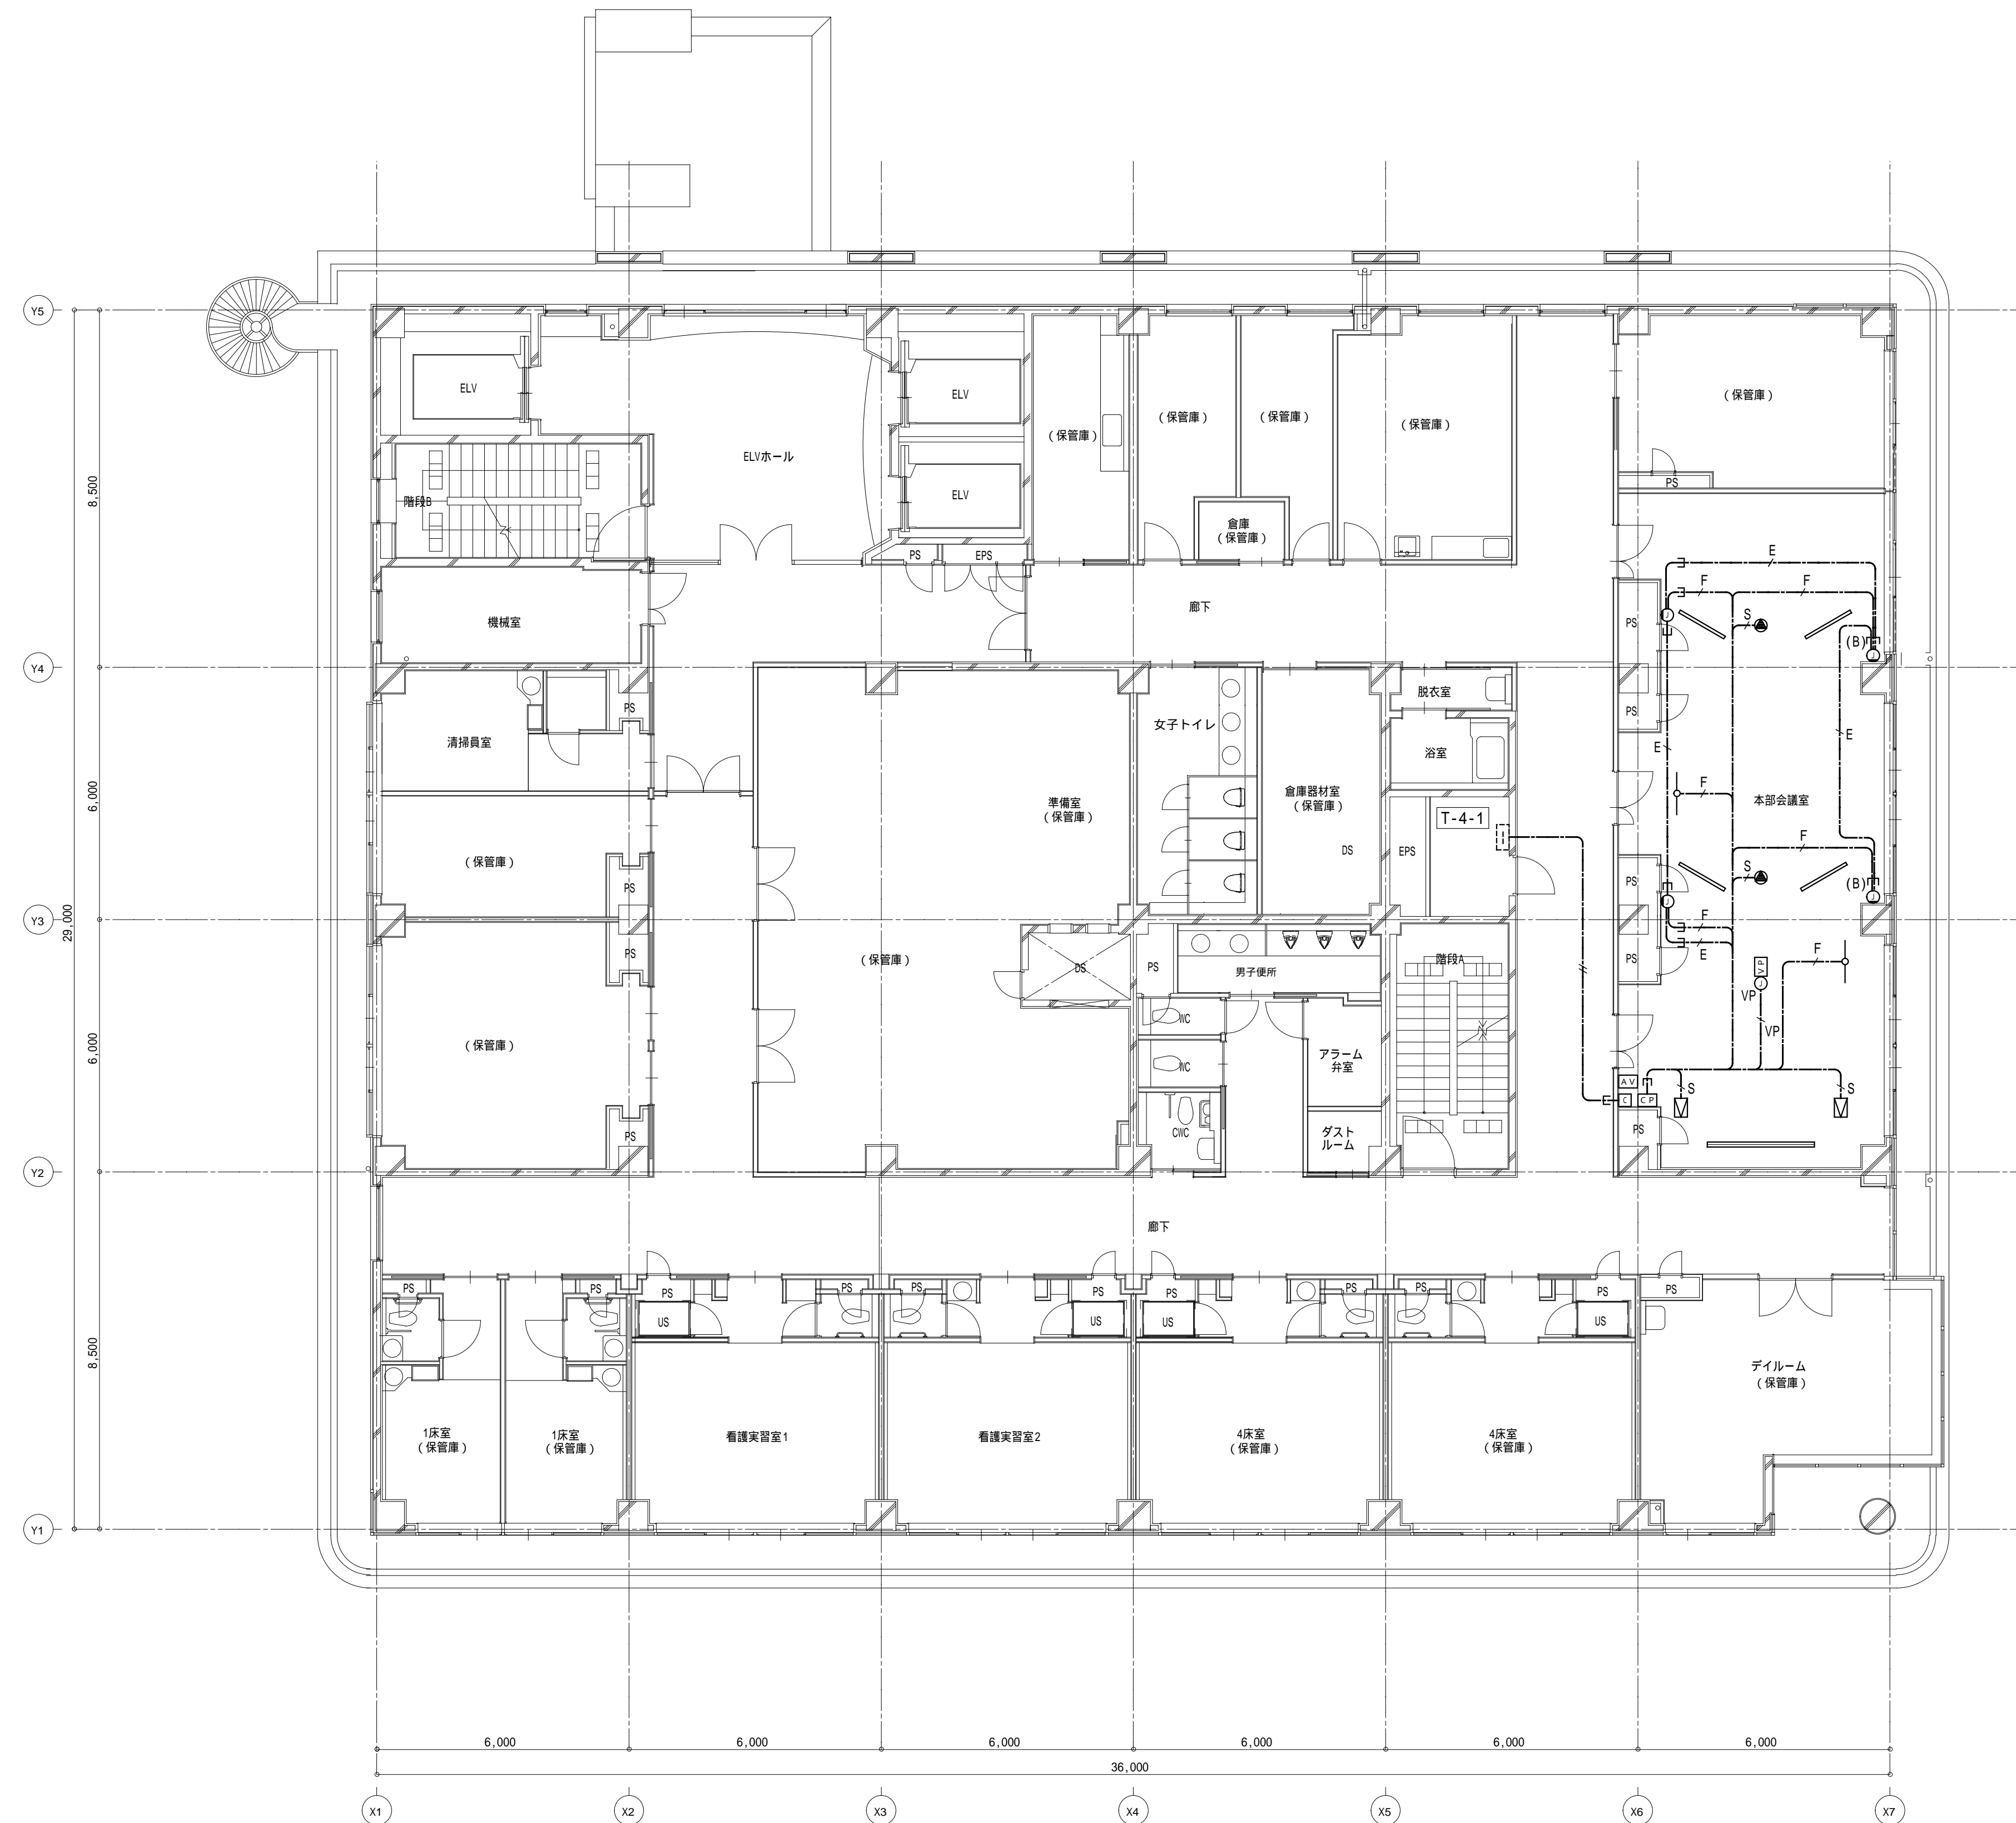 Y5
ELV
ELV
（保管庫）
（保管庫）
（保管庫）
（保管庫）
（保管庫）
ELVホール
8,500
階段B
ELV
PS
倉庫
（保管庫）
PS
EPS
E
F
F
機械室
廊下
PS
S
(B)
J
J
Y4
脱衣室
PS
PS
女子トイレ
清掃員室
E
E
浴室
F
6,000
準備室
（保管庫）
倉庫器材室
（保管庫）
本部会議室
T-4-1
F
DS
EPS
（保管庫）
PS
PS
S
(B)
J
J
Y3
29,000
F
PS
（保管庫）
DS
PS
男子便所
階段A
PS
E
F
VP
J
VP
WC
VP
6,000
（保管庫）
アラーム
弁室
WC
AV
S
S
C
CP
PS
CWC
ダスト
ルーム
PS
Y2
廊下
PS
PS
PS
PS
PS
PS
PS
PS
PS
PS
PS
US
US
US
US
8,500
デイルーム
（保管庫）
1床室
（保管庫）
1床室
（保管庫）
看護実習室1
看護実習室2
4床室
（保管庫）
4床室
（保管庫）
Y1
6,000
6,000
6,000
6,000
6,000
6,000
36,000
X1
X2
X3
X4
X5
X6
X7